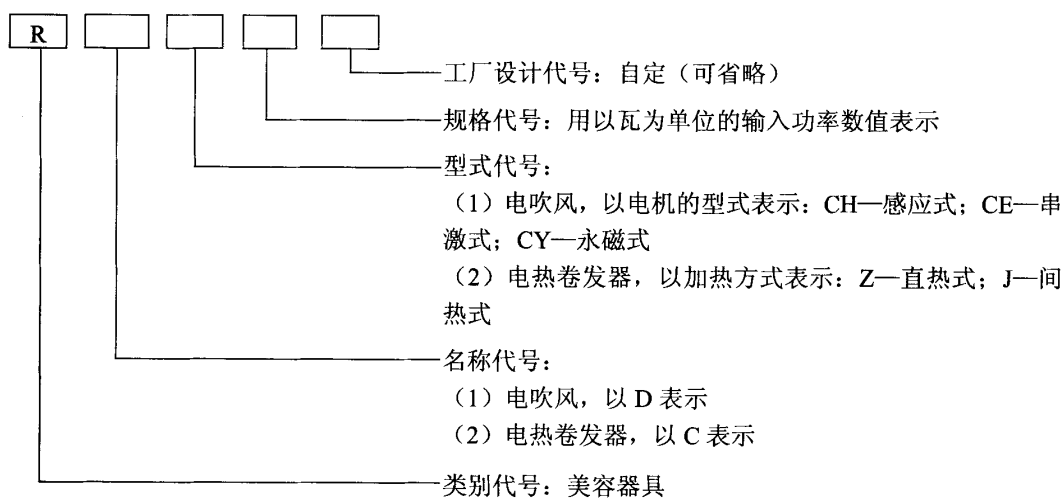 R
工厂设计代号：自定（可省略）
规格代号：用以瓦为单位的输入功率数值表示
型式代号：
（1）电吹风，以电机的型式表示：CH—感应式；CE—串
激式；CY—永磁式
（2）电热卷发器，以加热方式表示：Z—直热式；J—间
热式
名称代号：
（1）电吹风，以 D 表示
（2）电热卷发器，以 C 表示
类别代号：美容器具